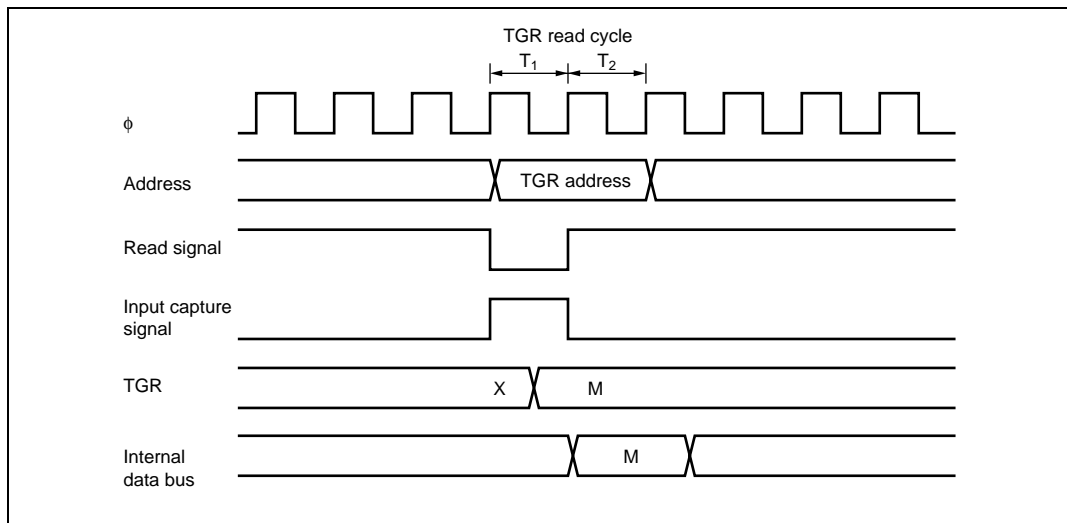 TGR read cycle
T1 T2
ϕ
Address
TGR address
Read signal
Input capture
signal
TGR
X M
Internal
data bus
M